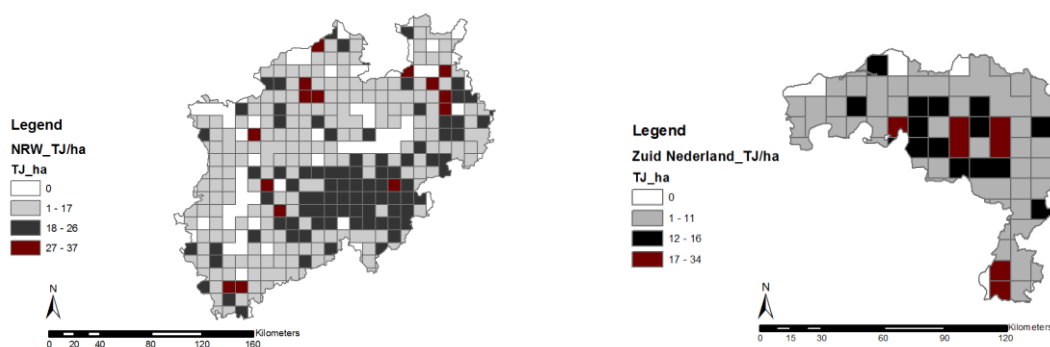 Legend
NRW_TJ/ha
TJ_ha
0
1 - 17
18 - 26
27 - 37
N
Kilometers
0 20 40 80 120 160
Legend
Zuid Nederland_TJ/ha
TJ_ha
0
1 - 11
12 - 16
17 - 34
N
Kilometers
0 15 30 60 90 120